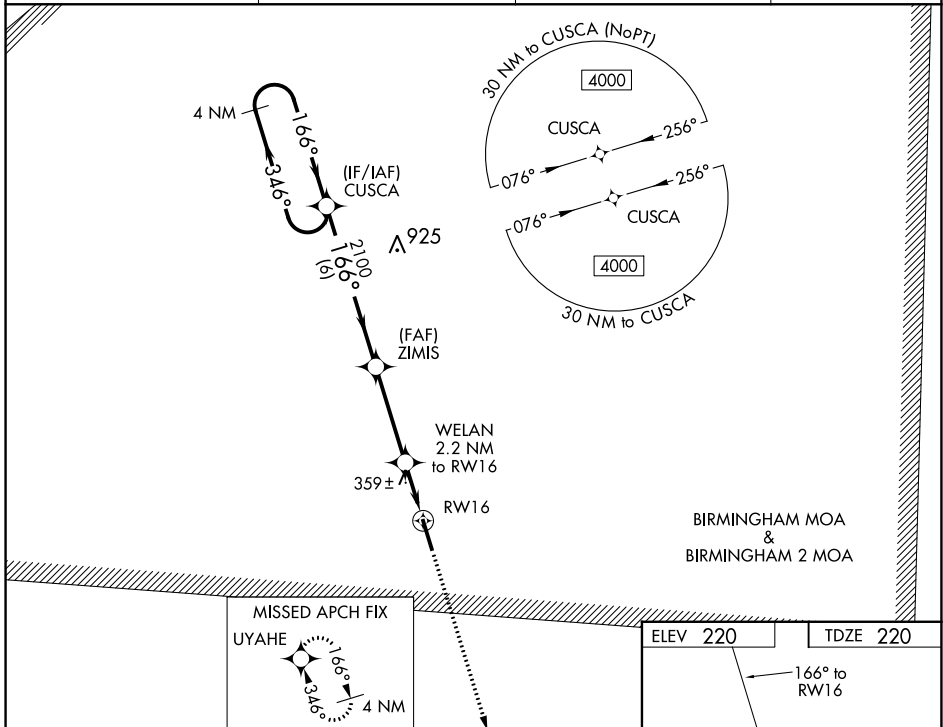 30 NM to CUSCA (NoPT)
4000
CUSCA
256°
076°
4 NM
166°
346°
(IF/IAF)
CUSCA
925
2100
166°
(6)
256°
076°
CUSCA
4000
30 NM to CUSCA
(FAF)
ZIMIS
WELAN
2.2 NM
to RW16
359±
RW16
BIRMINGHAM MOA
&
BIRMINGHAM 2 MOA
MISSED APCH FIX
UYAHE
166°
346°
4 NM
ELEV 220
TDZE 220
166° to
RW16